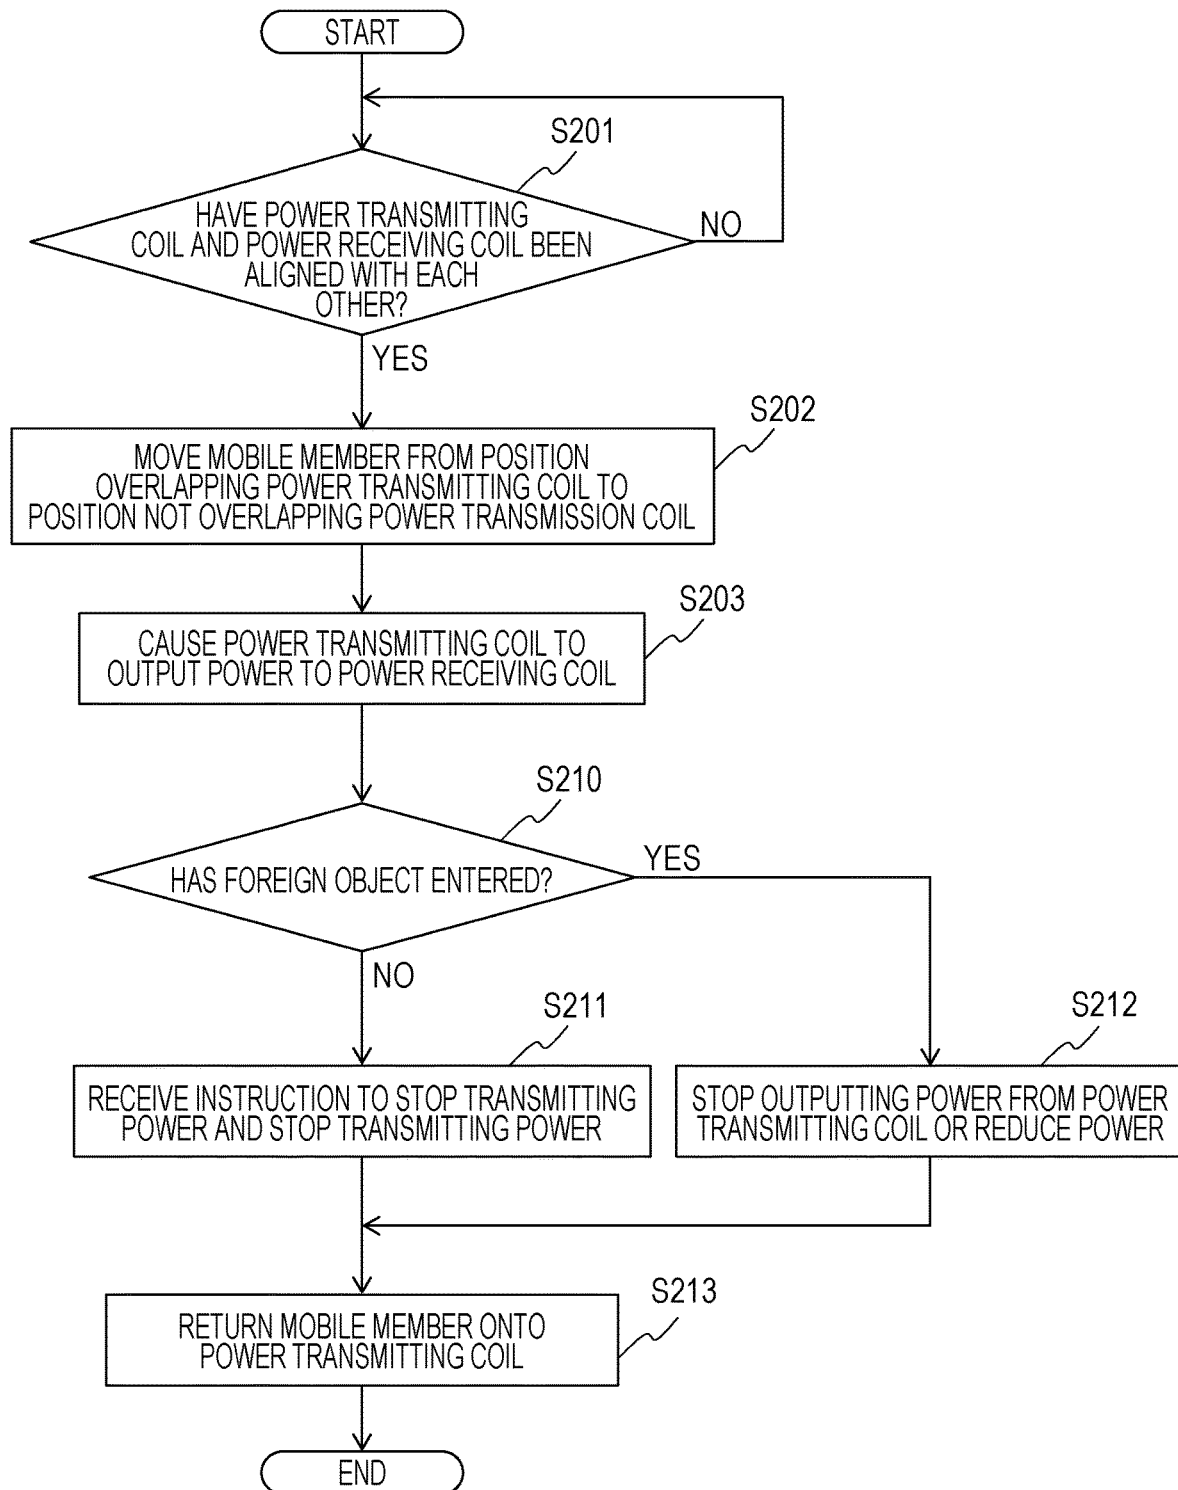 START
S201
HAVE POWER TRANSMITTING
COIL AND POWER RECEIVING COIL BEEN
ALIGNED WITH EACH
OTHER?
NO
YES
S202
MOVE MOBILE MEMBER FROM POSITION
OVERLAPPING POWER TRANSMITTING COIL TO
POSITION NOT OVERLAPPING POWER TRANSMISSION COIL
S203
CAUSE POWER TRANSMITTING COIL TO
OUTPUT POWER TO POWER RECEIVING COIL
S210
HAS FOREIGN OBJECT ENTERED?
YES
NO
S211
RECEIVE INSTRUCTION TO STOP TRANSMITTING
POWER AND STOP TRANSMITTING POWER
S212
STOP OUTPUTTING POWER FROM POWER
TRANSMITTING COIL OR REDUCE POWER
S213
RETURN MOBILE MEMBER ONTO
POWER TRANSMITTING COIL
END